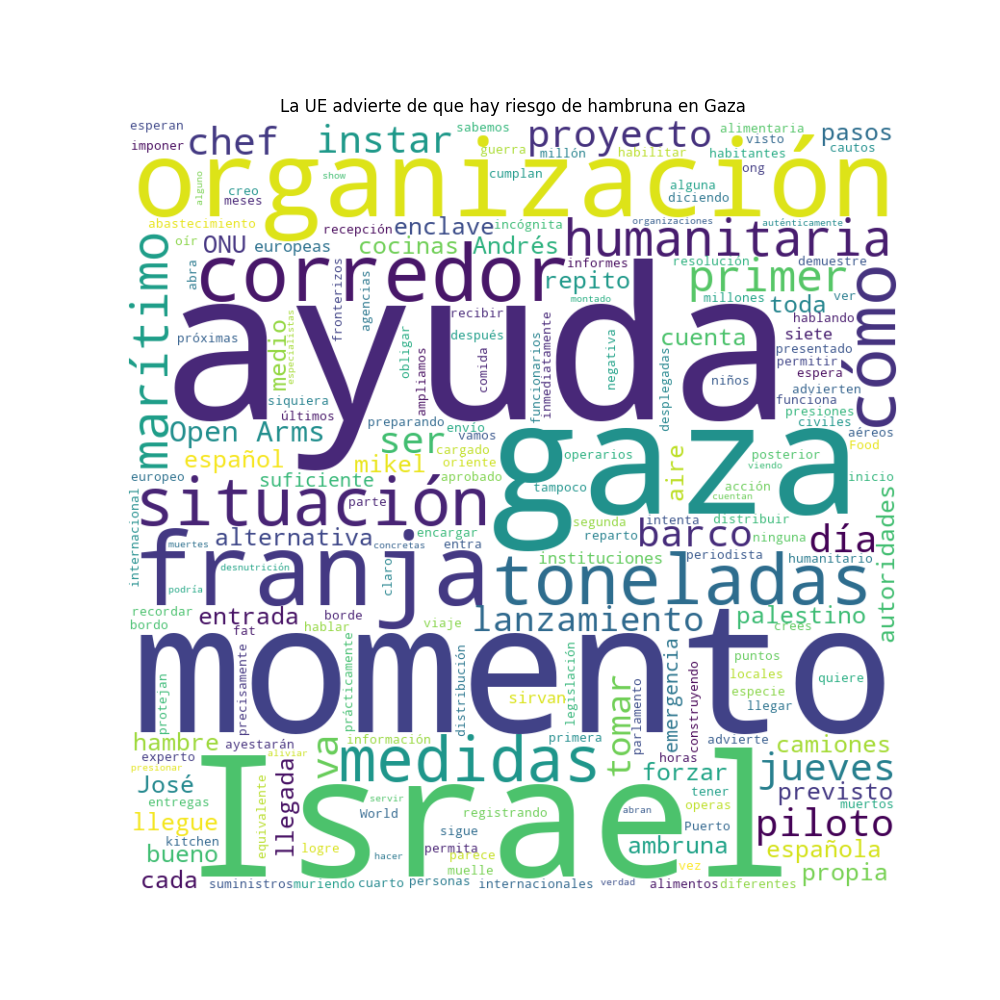 La UE advierte de que hay riesgo de hambruna en Gaza
esperan
imponer
chef
instar
sabemos
guerra
proyecto
millón
habilitar
alimentaria
habitantes
visto
pasos
cautos
organización
alguno
creo
meses
show
cumplan
alguna
diciendo
ong
abastecimiento
oír
ONU
europeas
recepción
enclave
incógnita
cocinas
Andrés
humanitaria
organizaciones
auténticamente
marítimo
abra
corredor
fronterizos
agencias
informes
repito
montado
resolución
demuestre
primer
millones
toda
ver
cómo
ayuda
próximas
medio
especialistas
recibir
después
obligar
ampliamos
comida
inmediatamente
funcionarios
negativa
desplegadas
cuenta
niños
hablando
siete
presentado
permitir
espera
advierten
funciona
presiones
civiles
aéreos
Food
siquiera
últimos
preparando
envío
vamos
Open Arms
ser
cargado
oriente
español
mikel
aprobado
gaza
operarios
aire
posterior
viendo
inicio
europeo
suficiente
tampoco
acción
cuentan
situación
parte
internacional
segunda
intenta
distribuir
reparto
barco
ninguna
día
autoridades
alternativa
encargar
muertes
concretas
entra
instituciones
periodista
humanitario
franja
desnutrición
podría
claro
toneladas
recordar
bordo
entrada
borde
fat
hablar
viaje
lanzamiento
palestino
crees
momento
protejan
precisamente
prácticamente
distribución
sirvan
legislación
parlamento
emergencia
construyendo
puntos
locales
especie
llegar
quiere
hambre
ayestarán
va
información
primera
tomar
horas
advierte
camiones
experto
presionar
aliviar
medidas
forzar
jueves
José
tener
previsto
entregas
equivalente
llegada
Israel
servir
World
registrando
abran
operas
muertos
llegue
kitchen
sigue
Puerto
piloto
bueno
logre
hacer
permita
parece
muelle
ambruna
vez
española
cada
suministros
muriendo
cuarto
personas
internacionales
verdad
alimentos
diferentes
propia